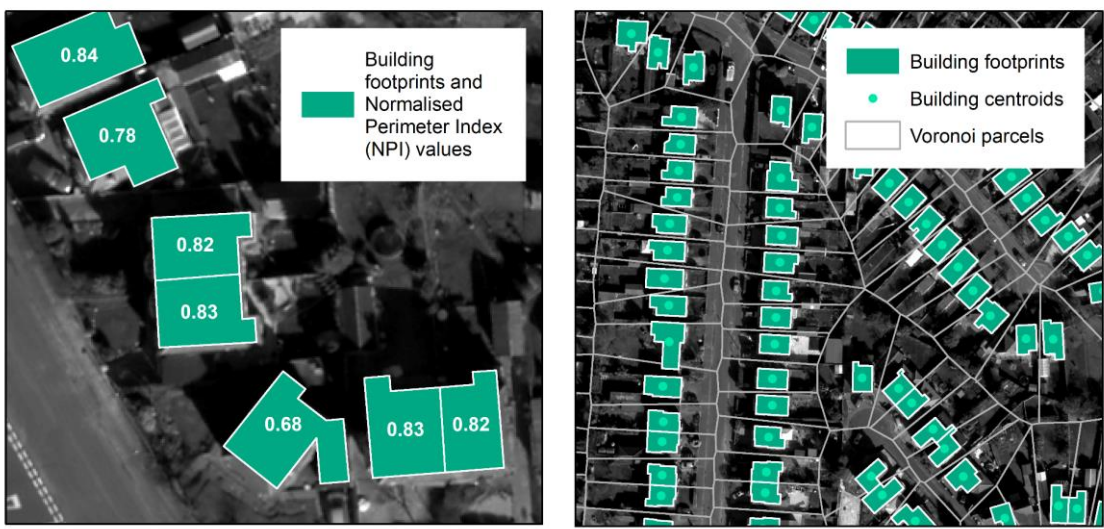 0.84
0.78
0.82
0.83
0.68
0.83
0.82
Building
footprints and
Normalised
Perimeter Index
(NPI) values
Building footprints
Building centroids
Voronoi parcels